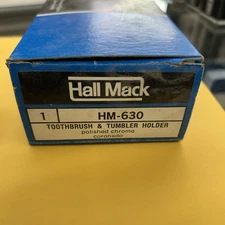 Hall Mack
1 HM-630
TOOTHBRUSH & TUMBLER HOLDER
polished chrome
coronado